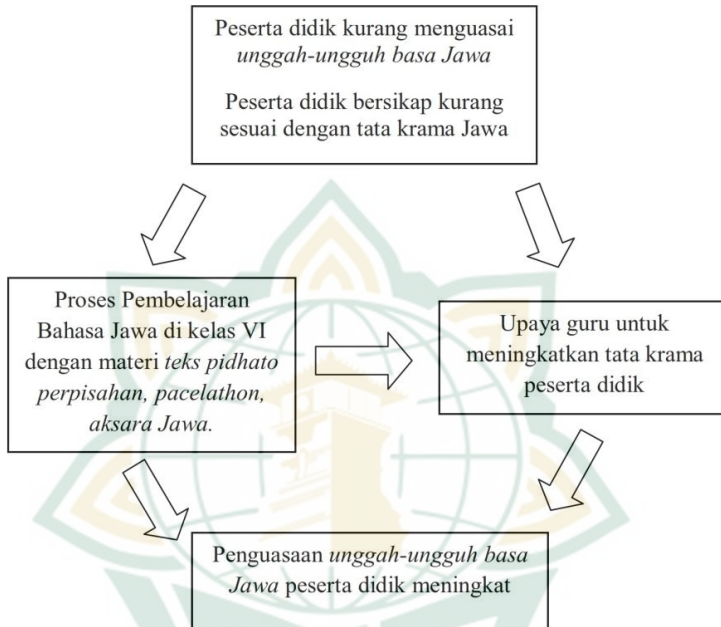 Peserta didik kurang menguasai
unggah-ungguh basa Jawa
Peserta didik bersikap kurang
sesuai dengan tata krama Jawa
Proses Pembelajaran
Bahasa Jawa di kelas VI
dengan materi teks pidhato
perpisahan, pacelathon,
aksara Jawa.
Upaya guru untuk
meningkatkan tata krama
peserta didik
Penguasaan unggah-ungguh basa
Jawa peserta didik meningkat